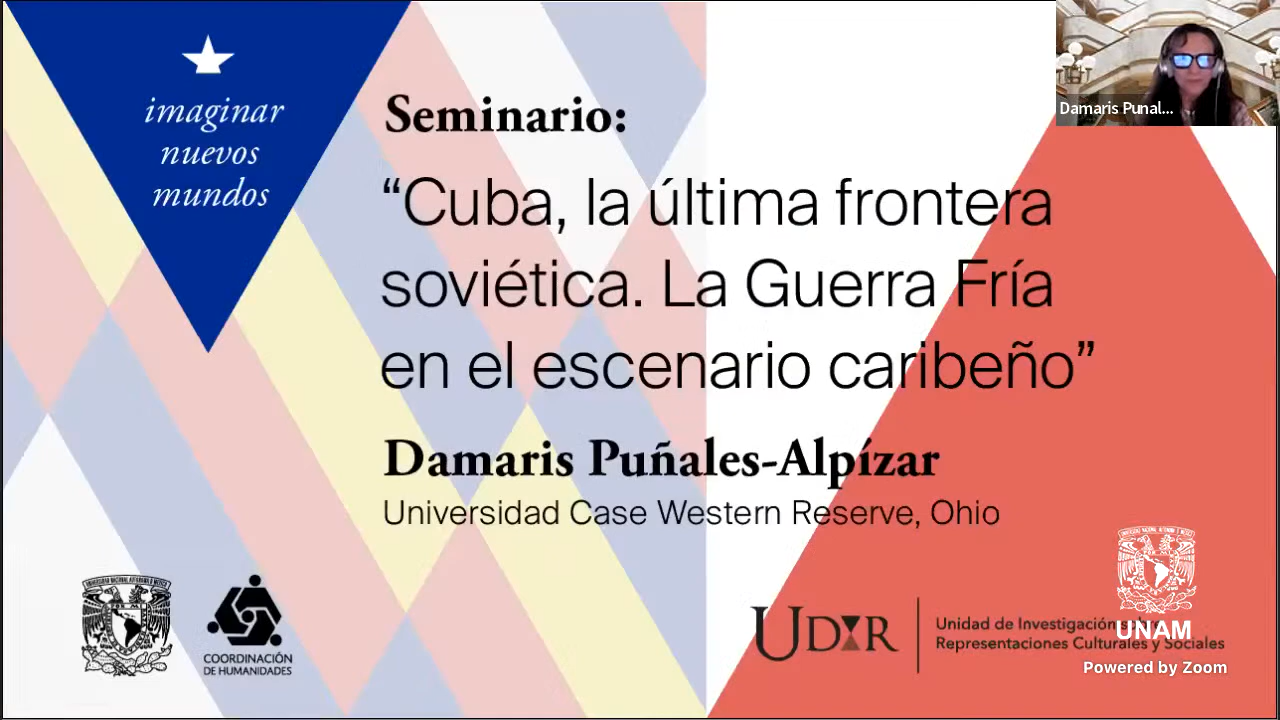 imaginar
nuevos
mundos
Seminario:
“Cuba, la última frontera
soviética. La Guerra Fría
en el escenario caribeño”
Damaris Puñales-Alpízar
Universidad Case Western Reserve, Ohio
Damaris Punal...
COORDINACIÓN
DE HUMANIDADES
UDIR
Unidad de Investigación sobre
Representaciones Culturales y Sociales
UNAM
Powered by Zoom